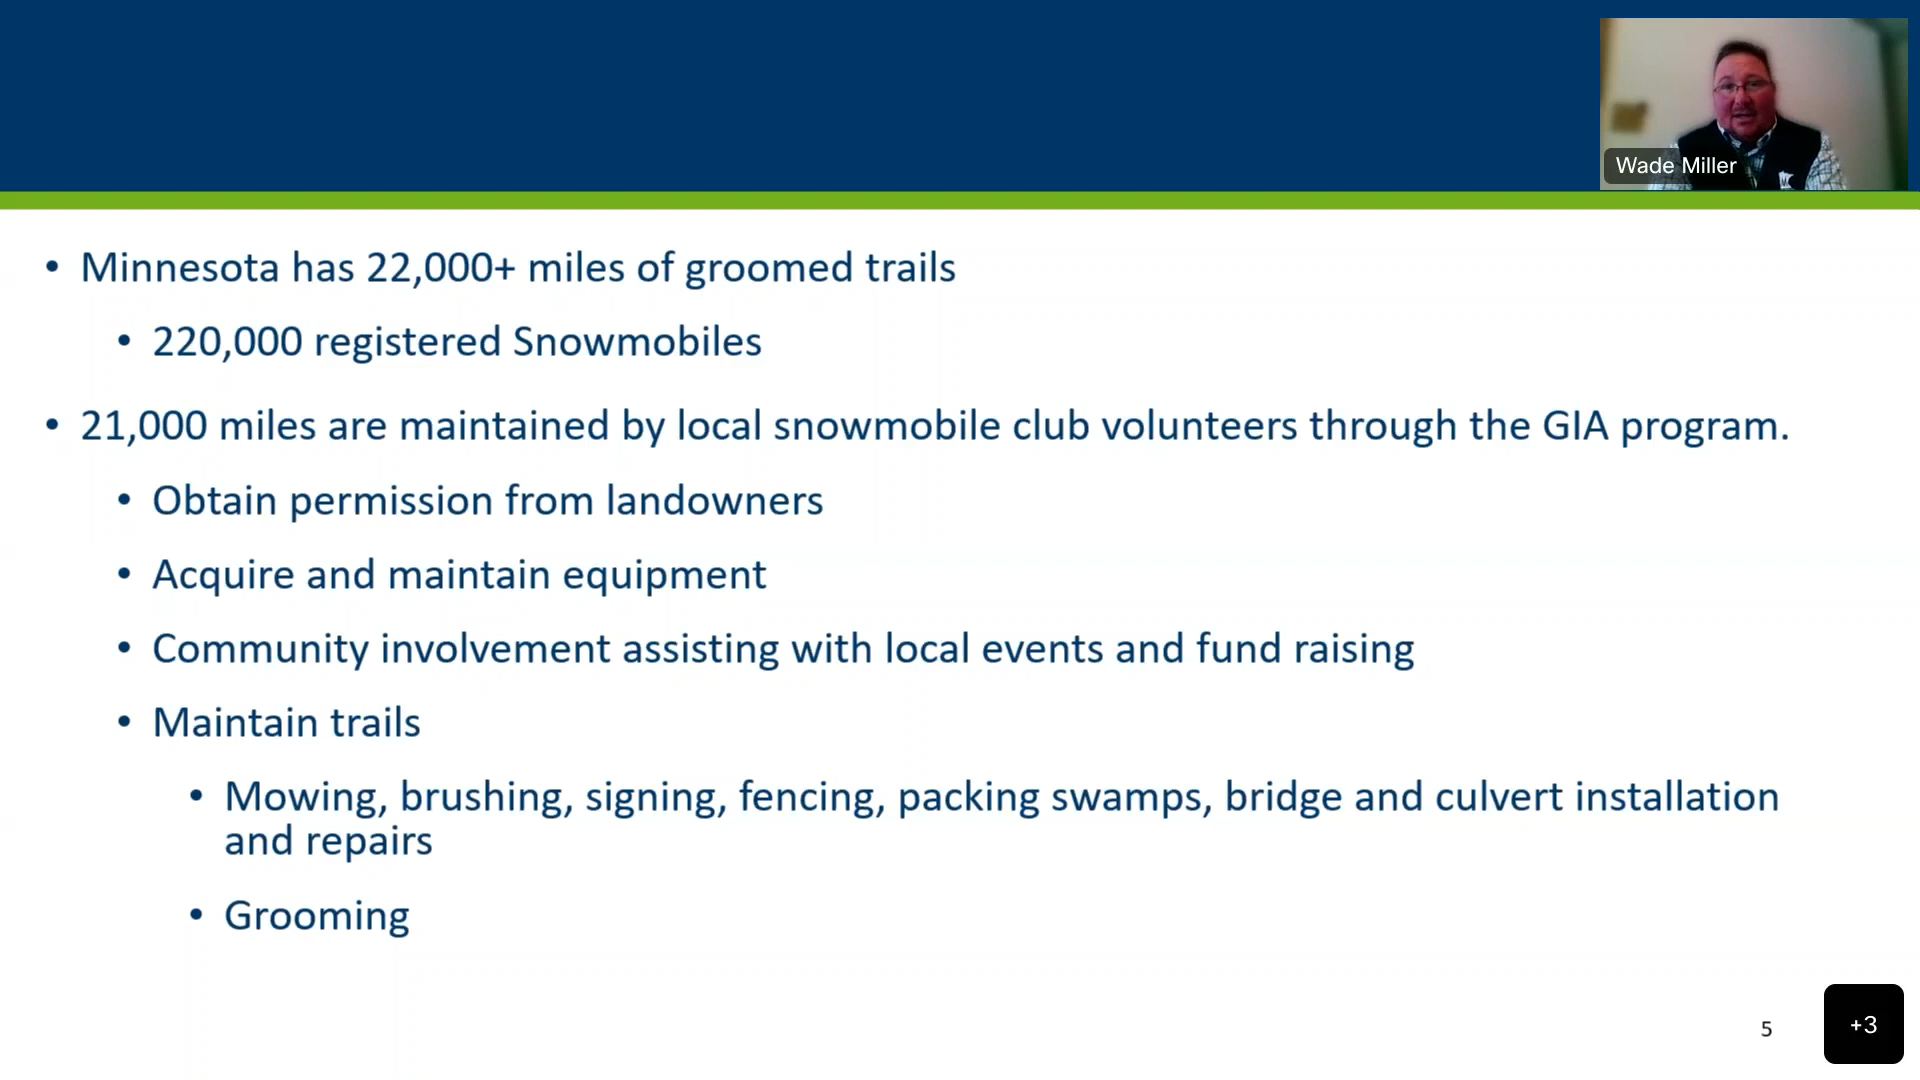 Wade Miller
• Minnesota has 22,000+ miles of groomed trails
• 220,000 registered Snowmobiles
• 21,000 miles are maintained by local snowmobile club volunteers through the GIA program.
• Obtain permission from landowners
• Acquire and maintain equipment
• Community involvement assisting with local events and fund raising
• Maintain trails
• Mowing, brushing, signing, fencing, packing swamps, bridge and culvert installation
and repairs
• Grooming
5
+3